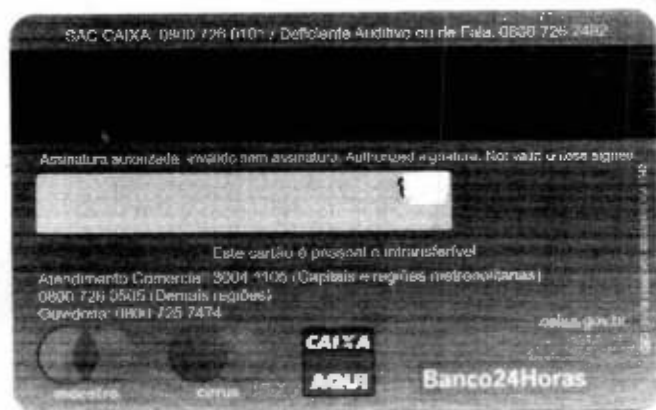 SAC CAIXA: 0800 726 0101 / Deficiente Auditivo ou de Fala: 0800 726 2492
Assinatura autorizada. Inválido sem assinatura. Authorized signature. Not valid unless signed
Este cartão é pessoal e intransferível
Atendimento Comercial: 3004 1105 (Capitais e regiões metropolitanas)
0800 726 0505 (Demais regiões)
Ouvidoria: 0800 725 7474
caixa.gov.br
maestro
cirrus
CAIXA
AQUI
Banco24Horas